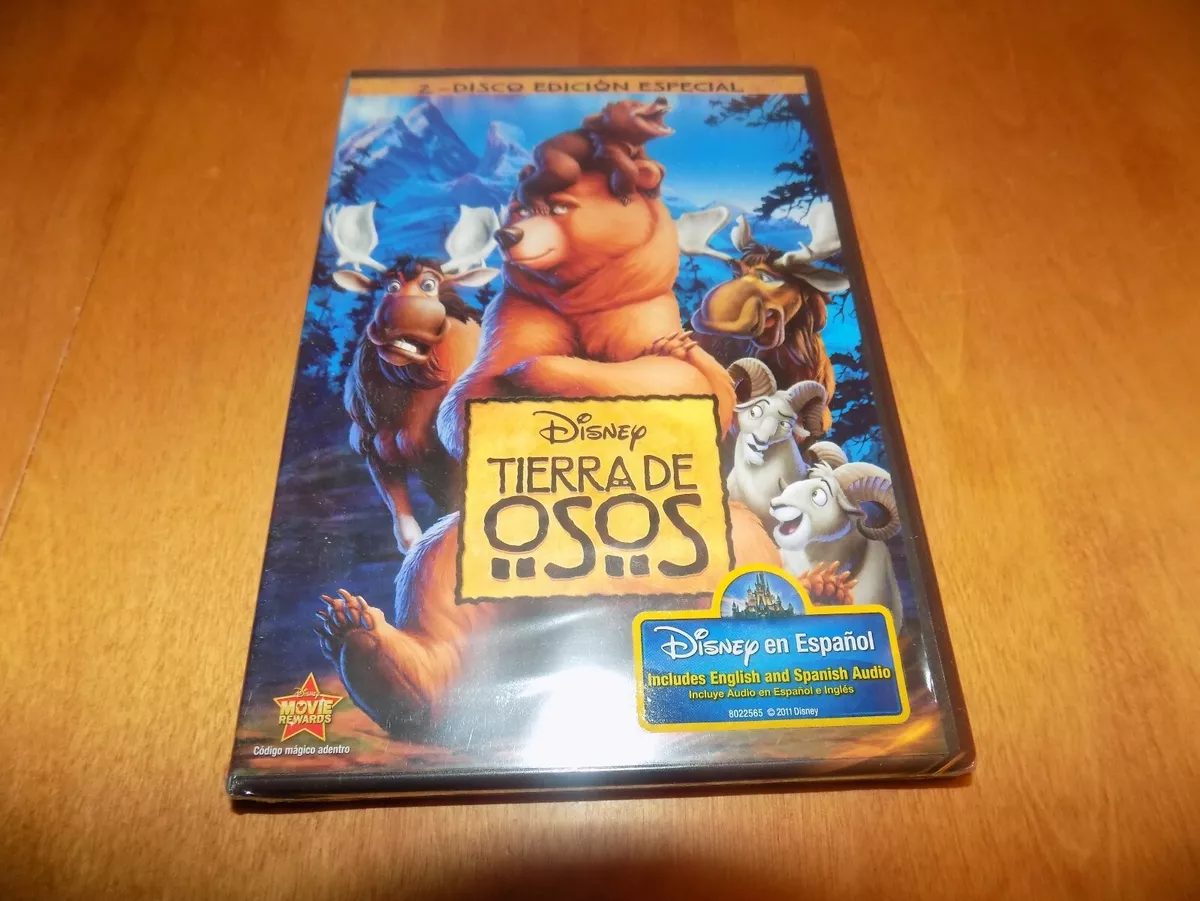 2-DISCO EDICIÓN ESPECIAL
Disney
TIERRA DE
OSOS
Disney en Español
Includes English and Spanish Audio
Incluye Audio en Español e Inglés
8022565 © 2011 Disney
Disney
MOVIE
REWARDS
Código mágico adentro